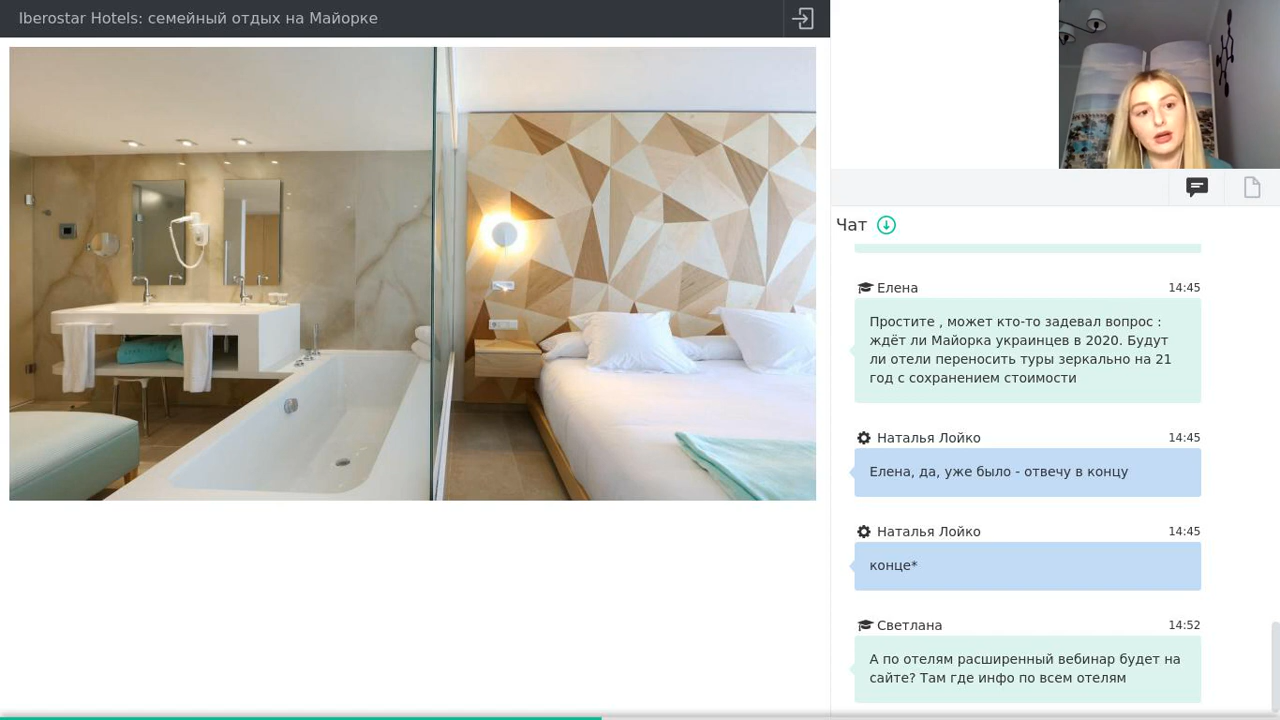 Iberostar Hotels: семейный отдых на Майорке
Чат
Елена 14:45
Простите , может кто-то задевал вопрос :
ждёт ли Майорка украинцев в 2020. Будут
ли отели переносить туры зеркально на 21
год с сохранением стоимости
Наталья Лойко 14:45
Елена, да, уже было - отвечу в концу
Наталья Лойко 14:45
конце*
Светлана 14:52
А по отелям расширенный вебинар будет на
сайте? Там где инфо по всем отелям